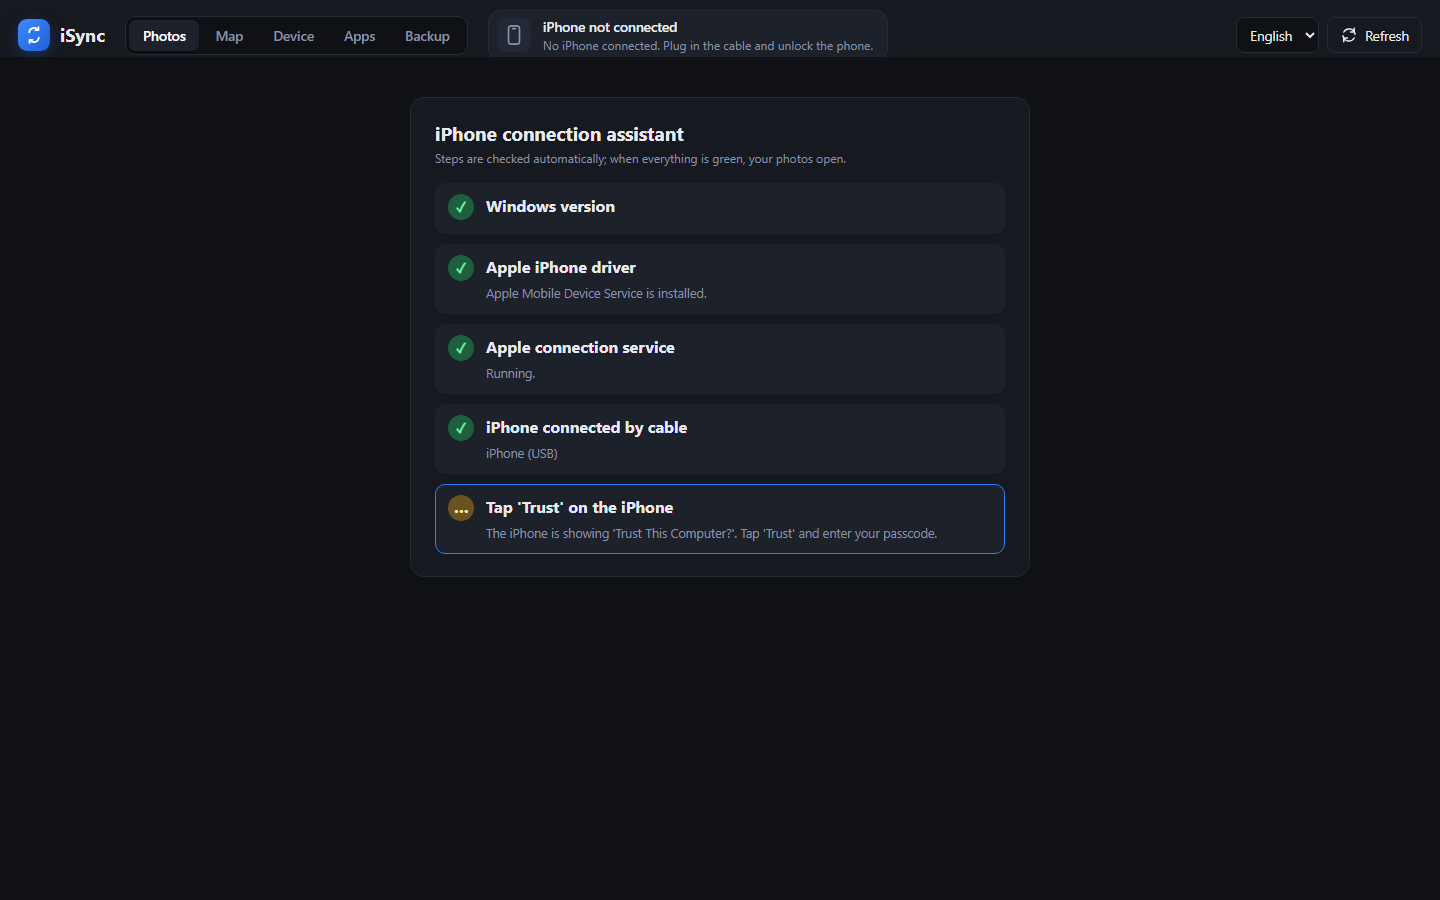 iSync
Photos
Map
Device
Apps
Backup
iPhone not connected
No iPhone connected. Plug in the cable and unlock the phone.
English
Refresh
iPhone connection assistant
Steps are checked automatically; when everything is green, your photos open.
Windows version
Apple iPhone driver
Apple Mobile Device Service is installed.
Apple connection service
Running.
iPhone connected by cable
iPhone (USB)
Tap 'Trust' on the iPhone
The iPhone is showing 'Trust This Computer?'. Tap 'Trust' and enter your passcode.